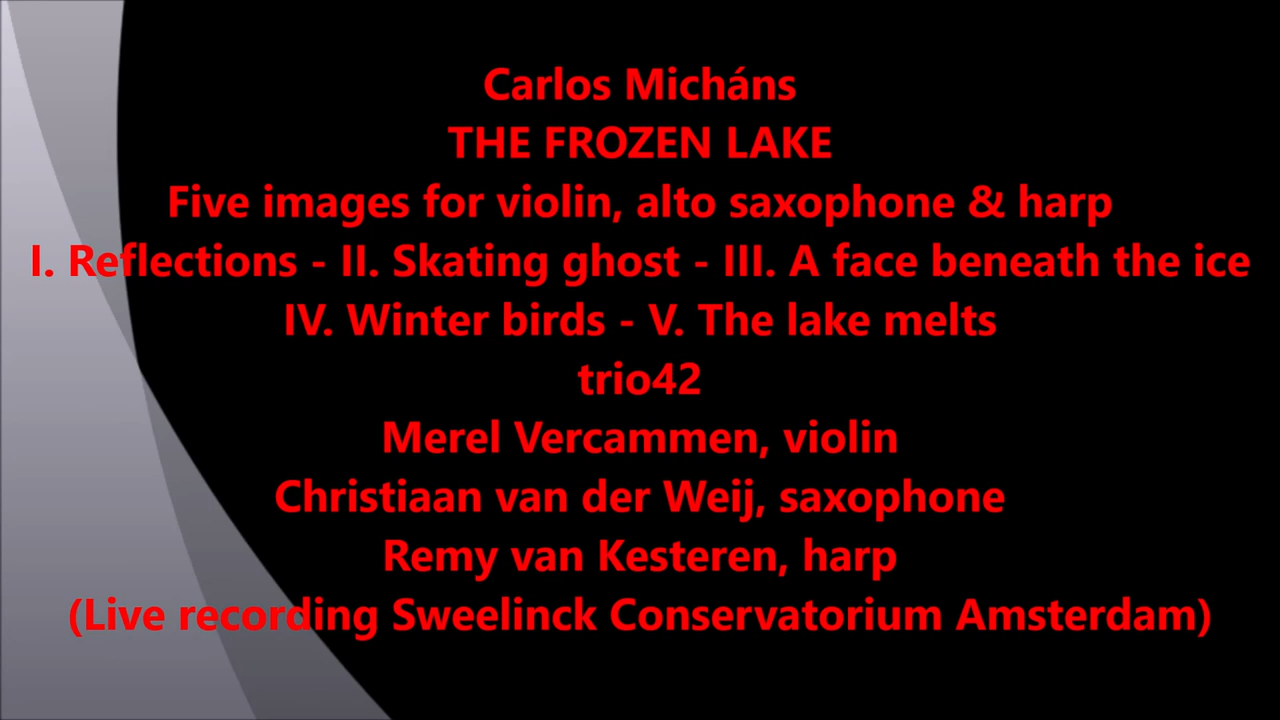 Carlos Micháns
THE FROZEN LAKE
Five images for violin, alto saxophone & harp
I. Reflections - II. Skating ghost - III. A face beneath the ice
IV. Winter birds - V. The lake melts
trio42
Merel Vercammen, violin
Christiaan van der Weij, saxophone
Remy van Kesteren, harp
(Live recording Sweelinck Conservatorium Amsterdam)